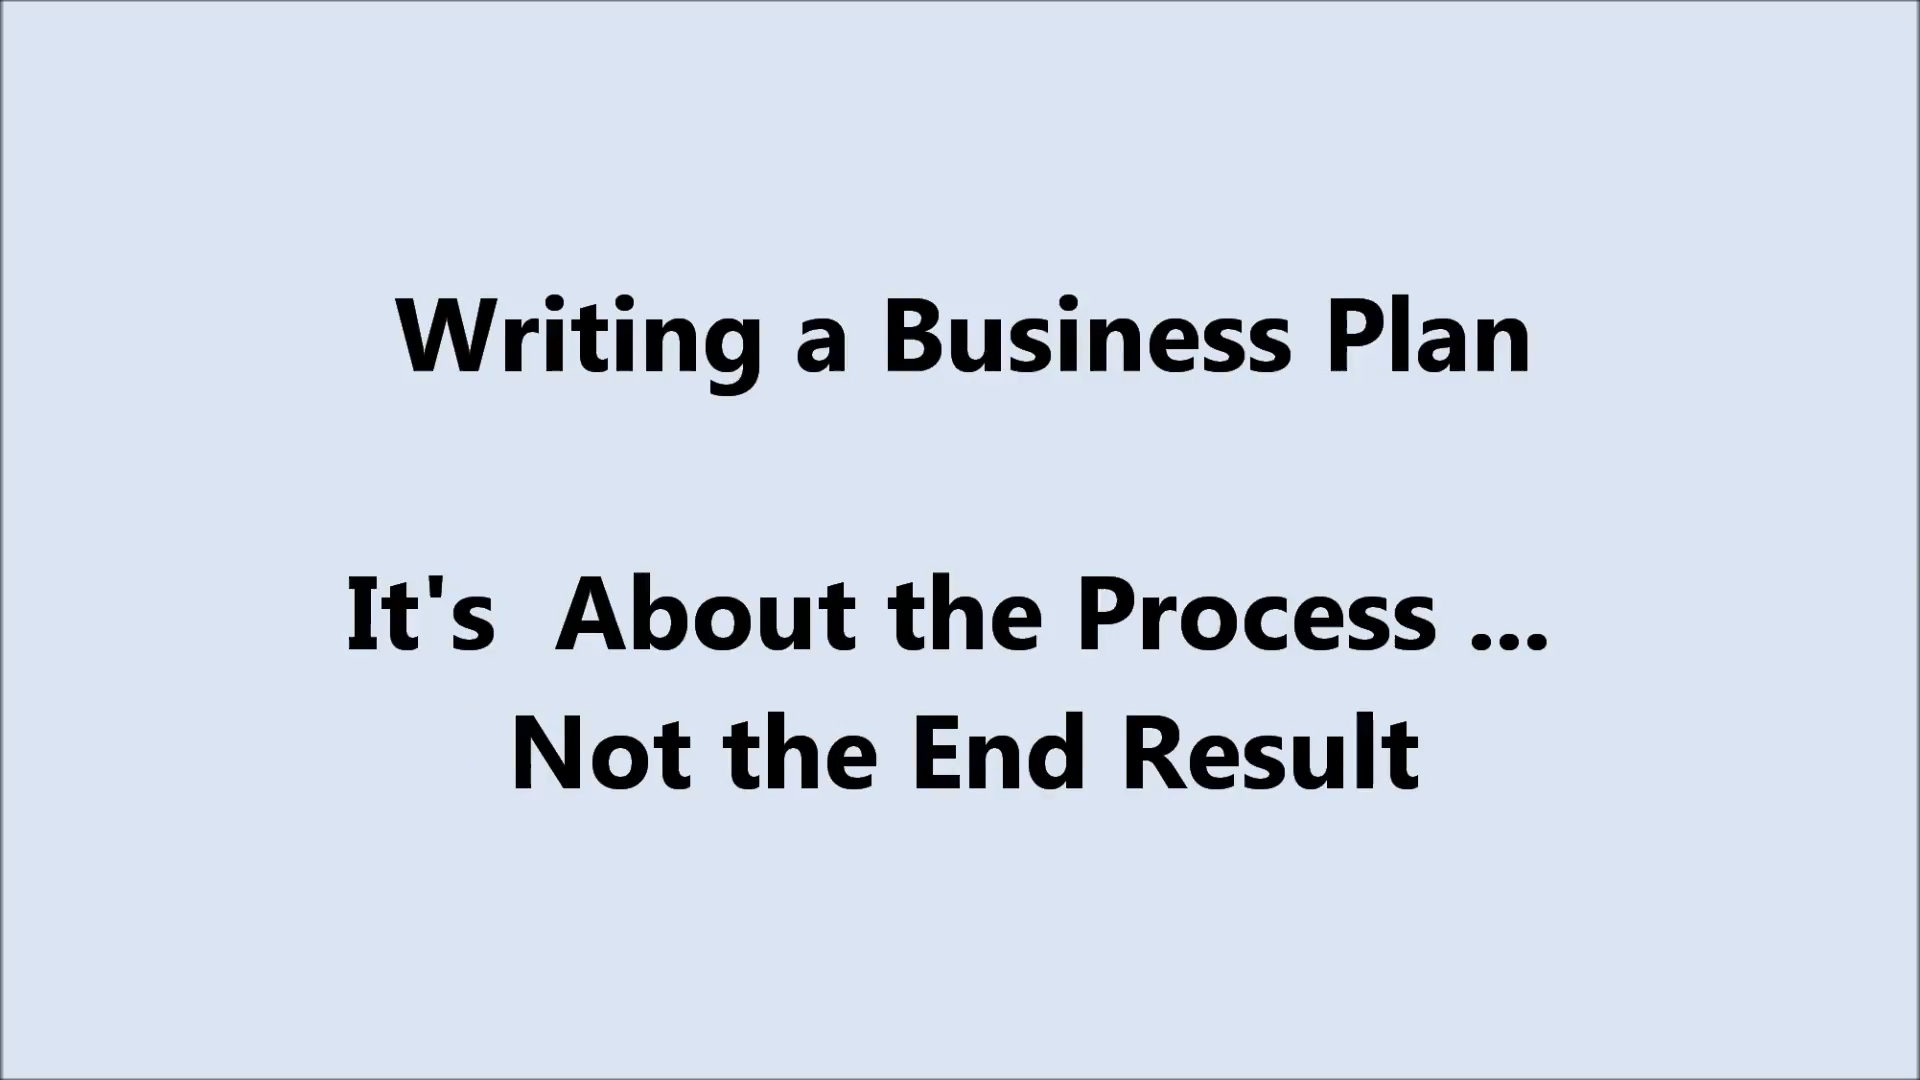 Writing a Business Plan
It's  About the Process ...
Not the End Result